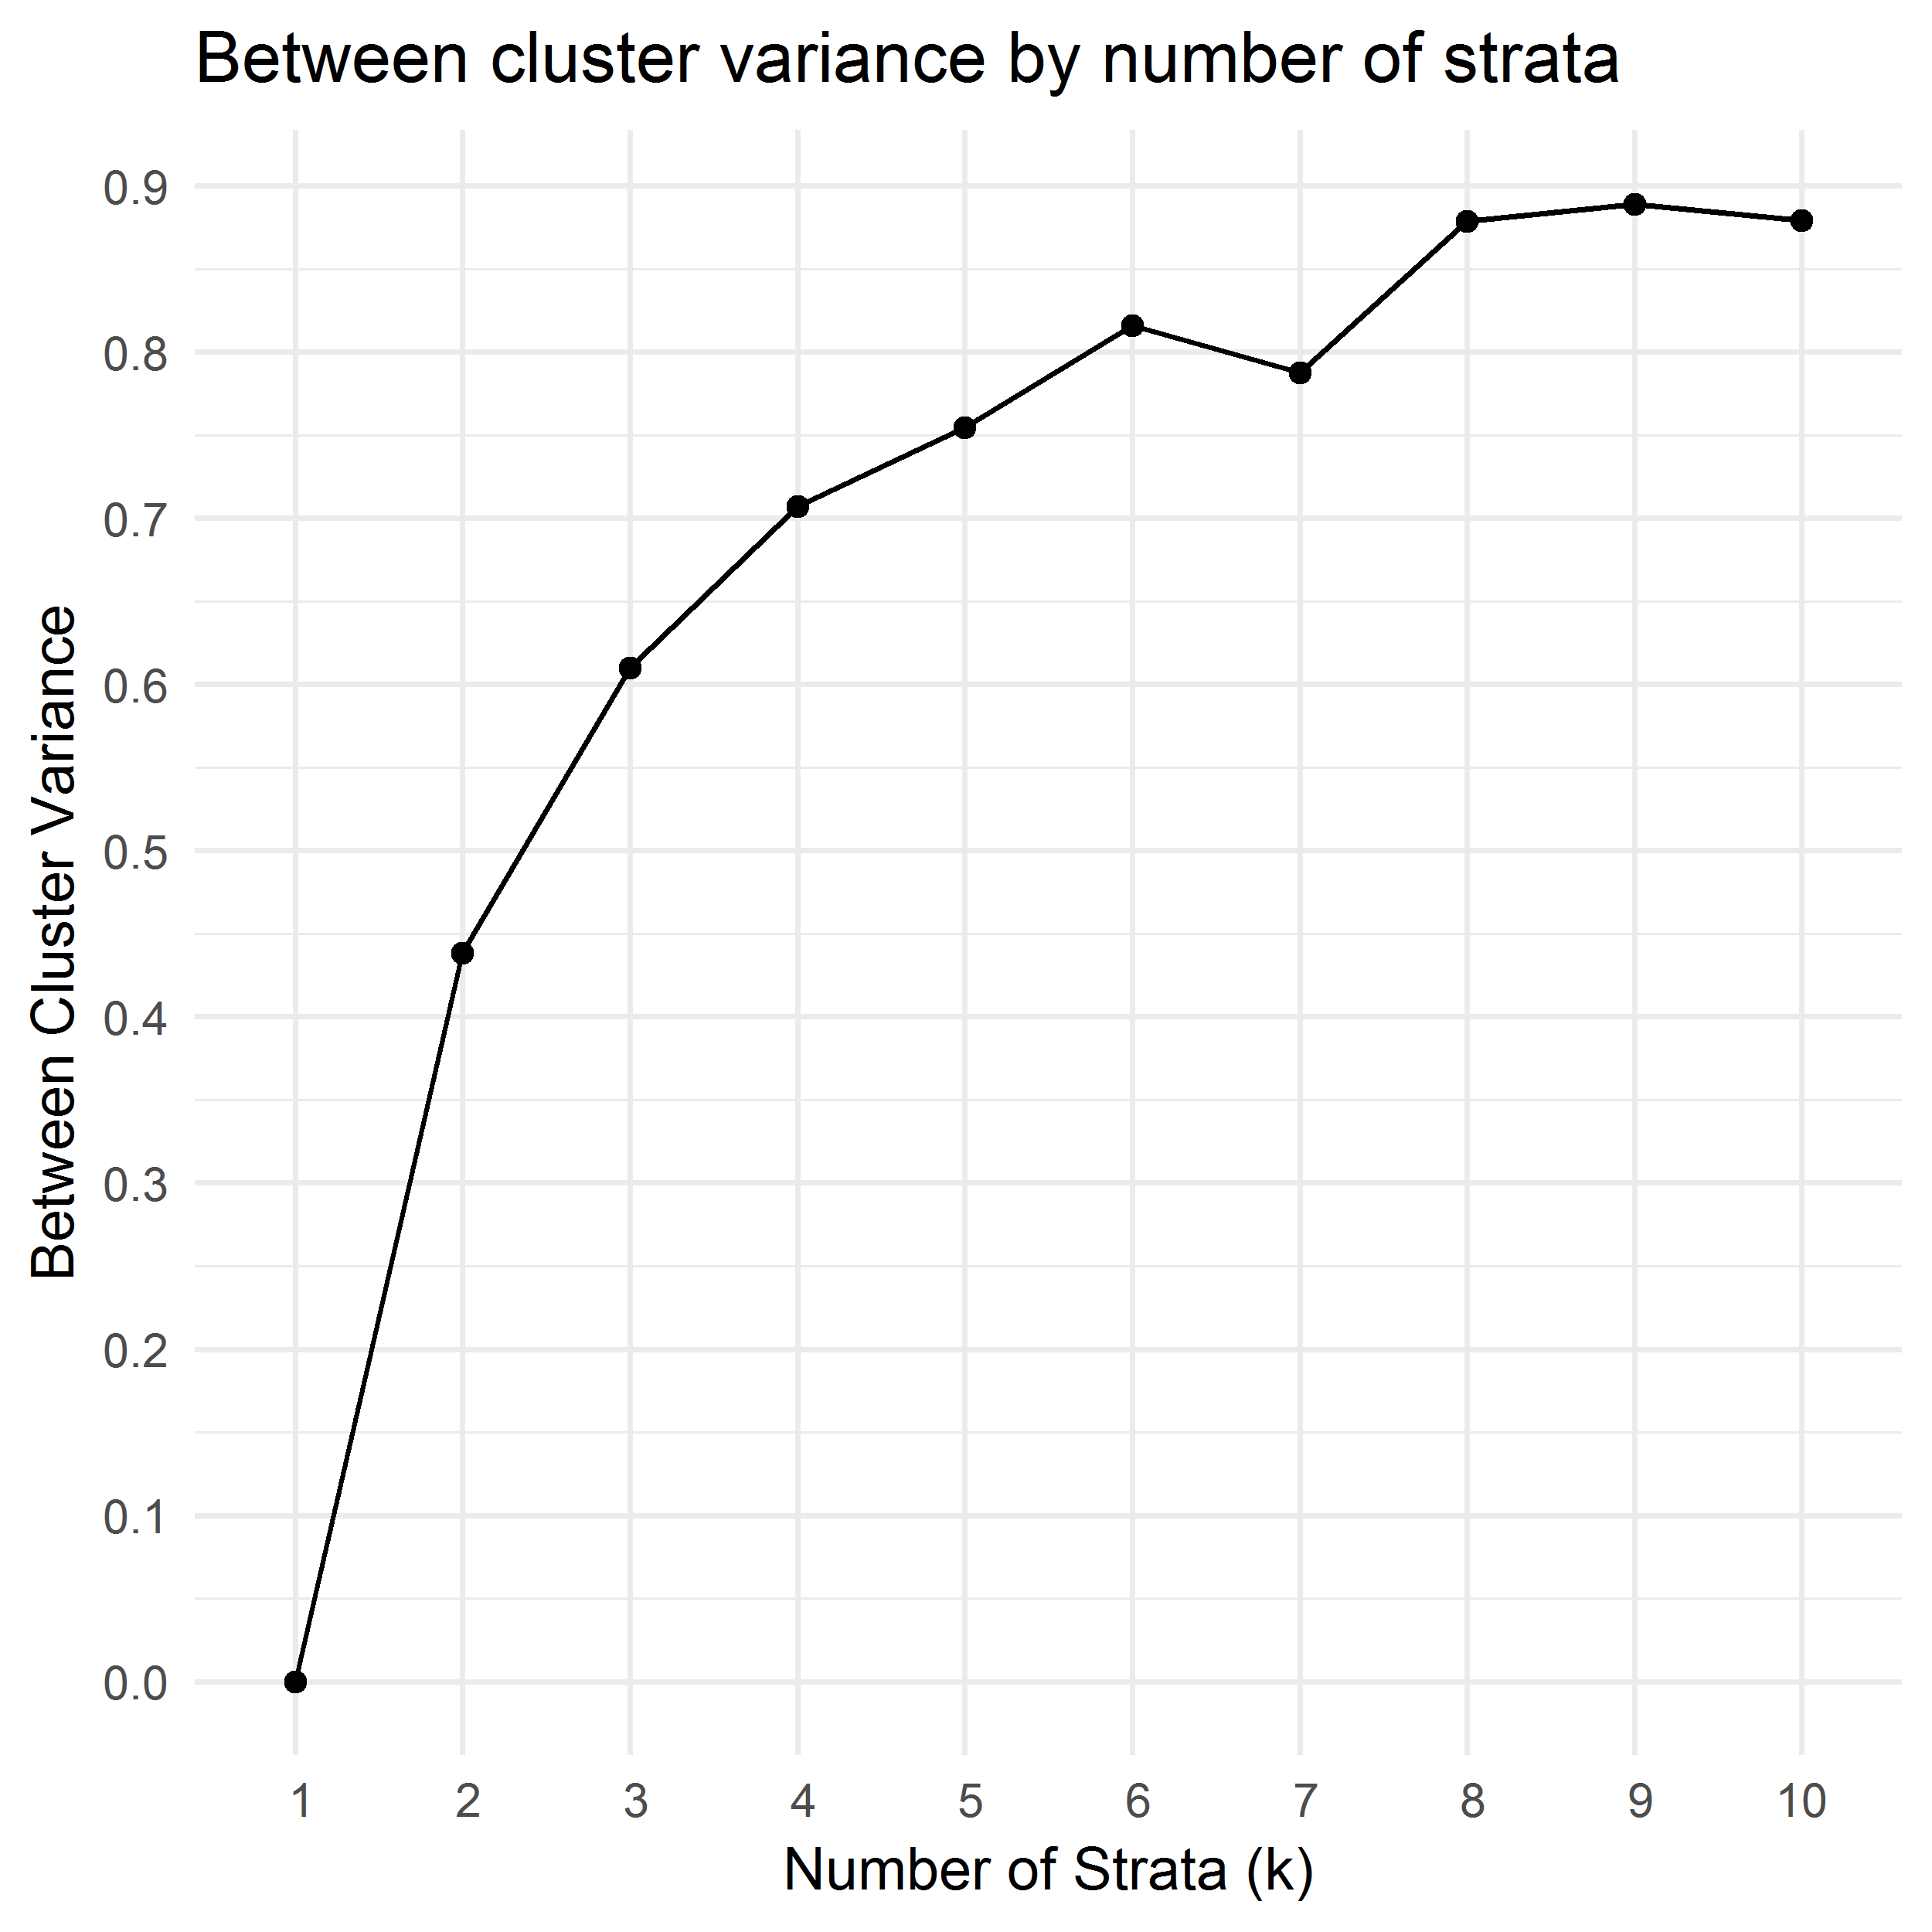 Between cluster variance by number of strata
Between Cluster Variance
0.9
0.8
0.7
0.6
0.5
0.4
0.3
0.2
0.1
0.0
1 2 3 4 5 6 7 8 9 10
Number of Strata (k)